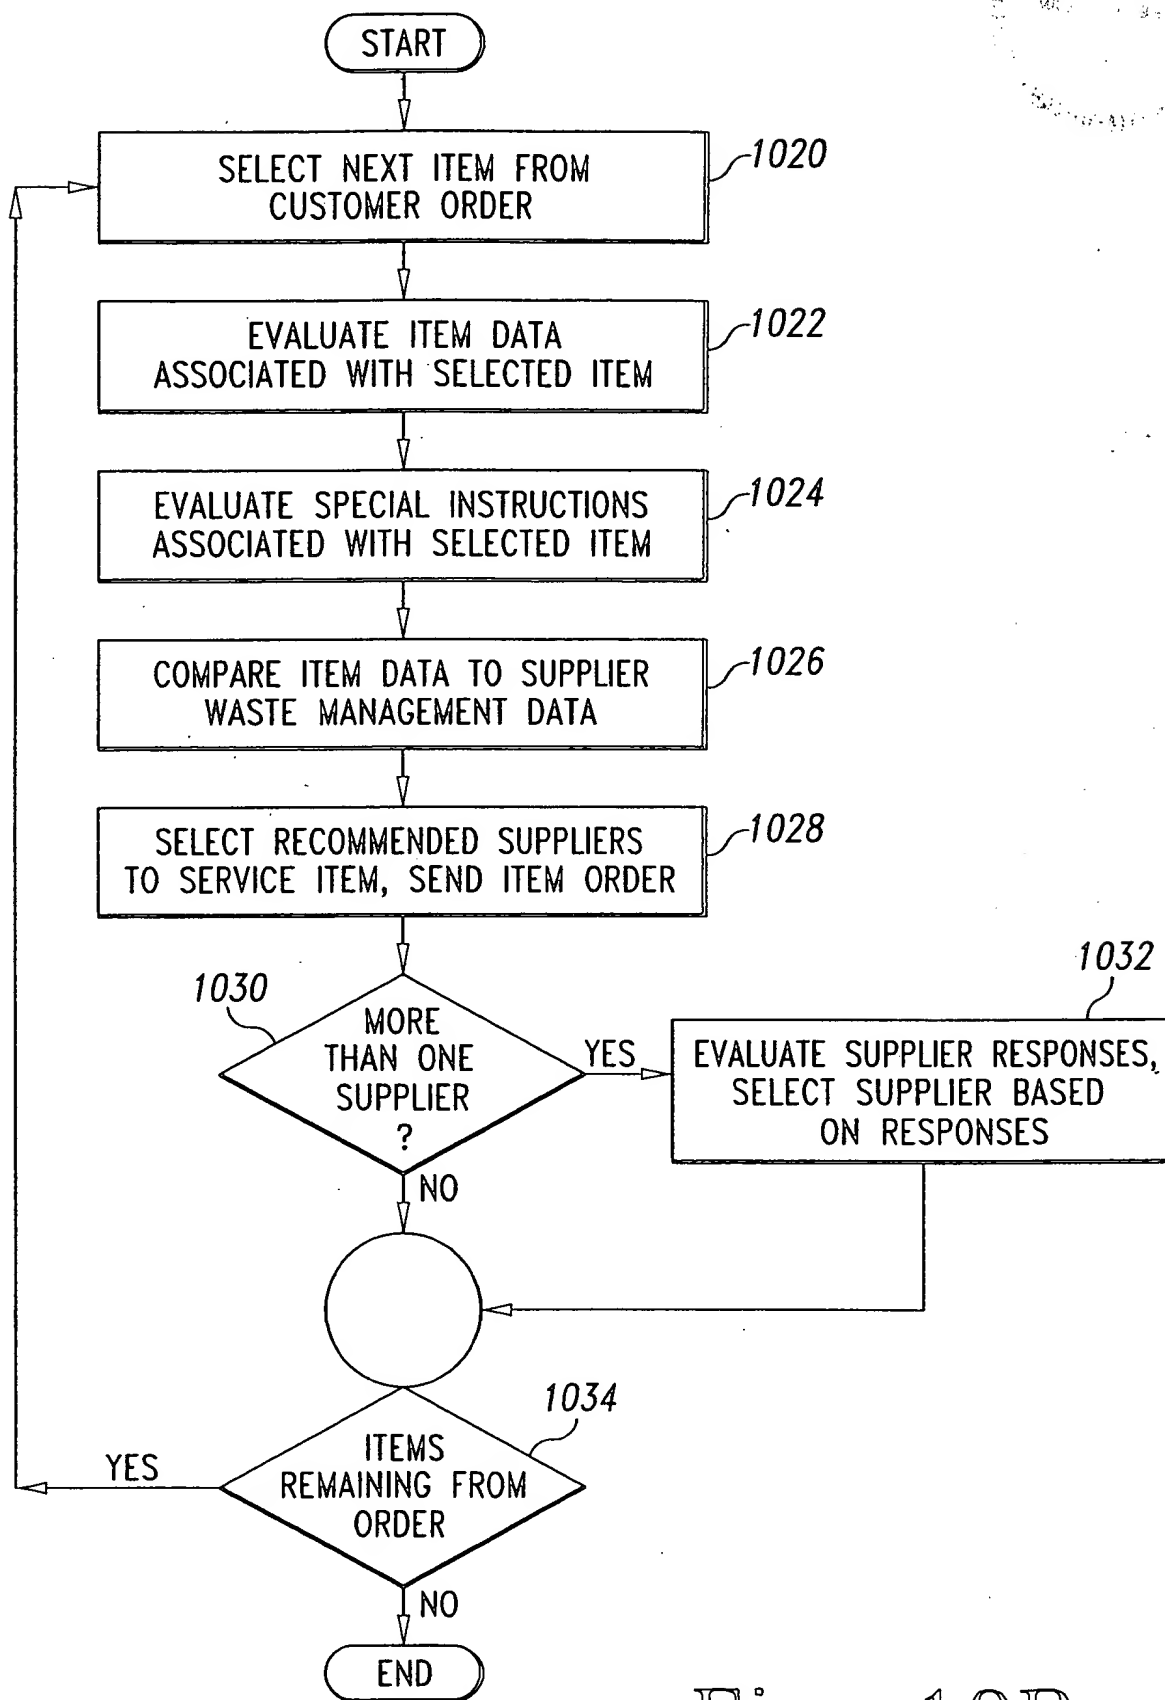 START
SELECT NEXT ITEM FROM
CUSTOMER ORDER
1020
EVALUATE ITEM DATA
ASSOCIATED WITH SELECTED ITEM
1022
EVALUATE SPECIAL INSTRUCTIONS
ASSOCIATED WITH SELECTED ITEM
1024
COMPARE ITEM DATA TO SUPPLIER
WASTE MANAGEMENT DATA
1026
SELECT RECOMMENDED SUPPLIERS
TO SERVICE ITEM, SEND ITEM ORDER
1028
1030
MORE
THAN ONE
SUPPLIER
?
YES
1032
EVALUATE SUPPLIER RESPONSES,
SELECT SUPPLIER BASED
ON RESPONSES
NO
1034
ITEMS
REMAINING FROM
ORDER
YES
NO
END